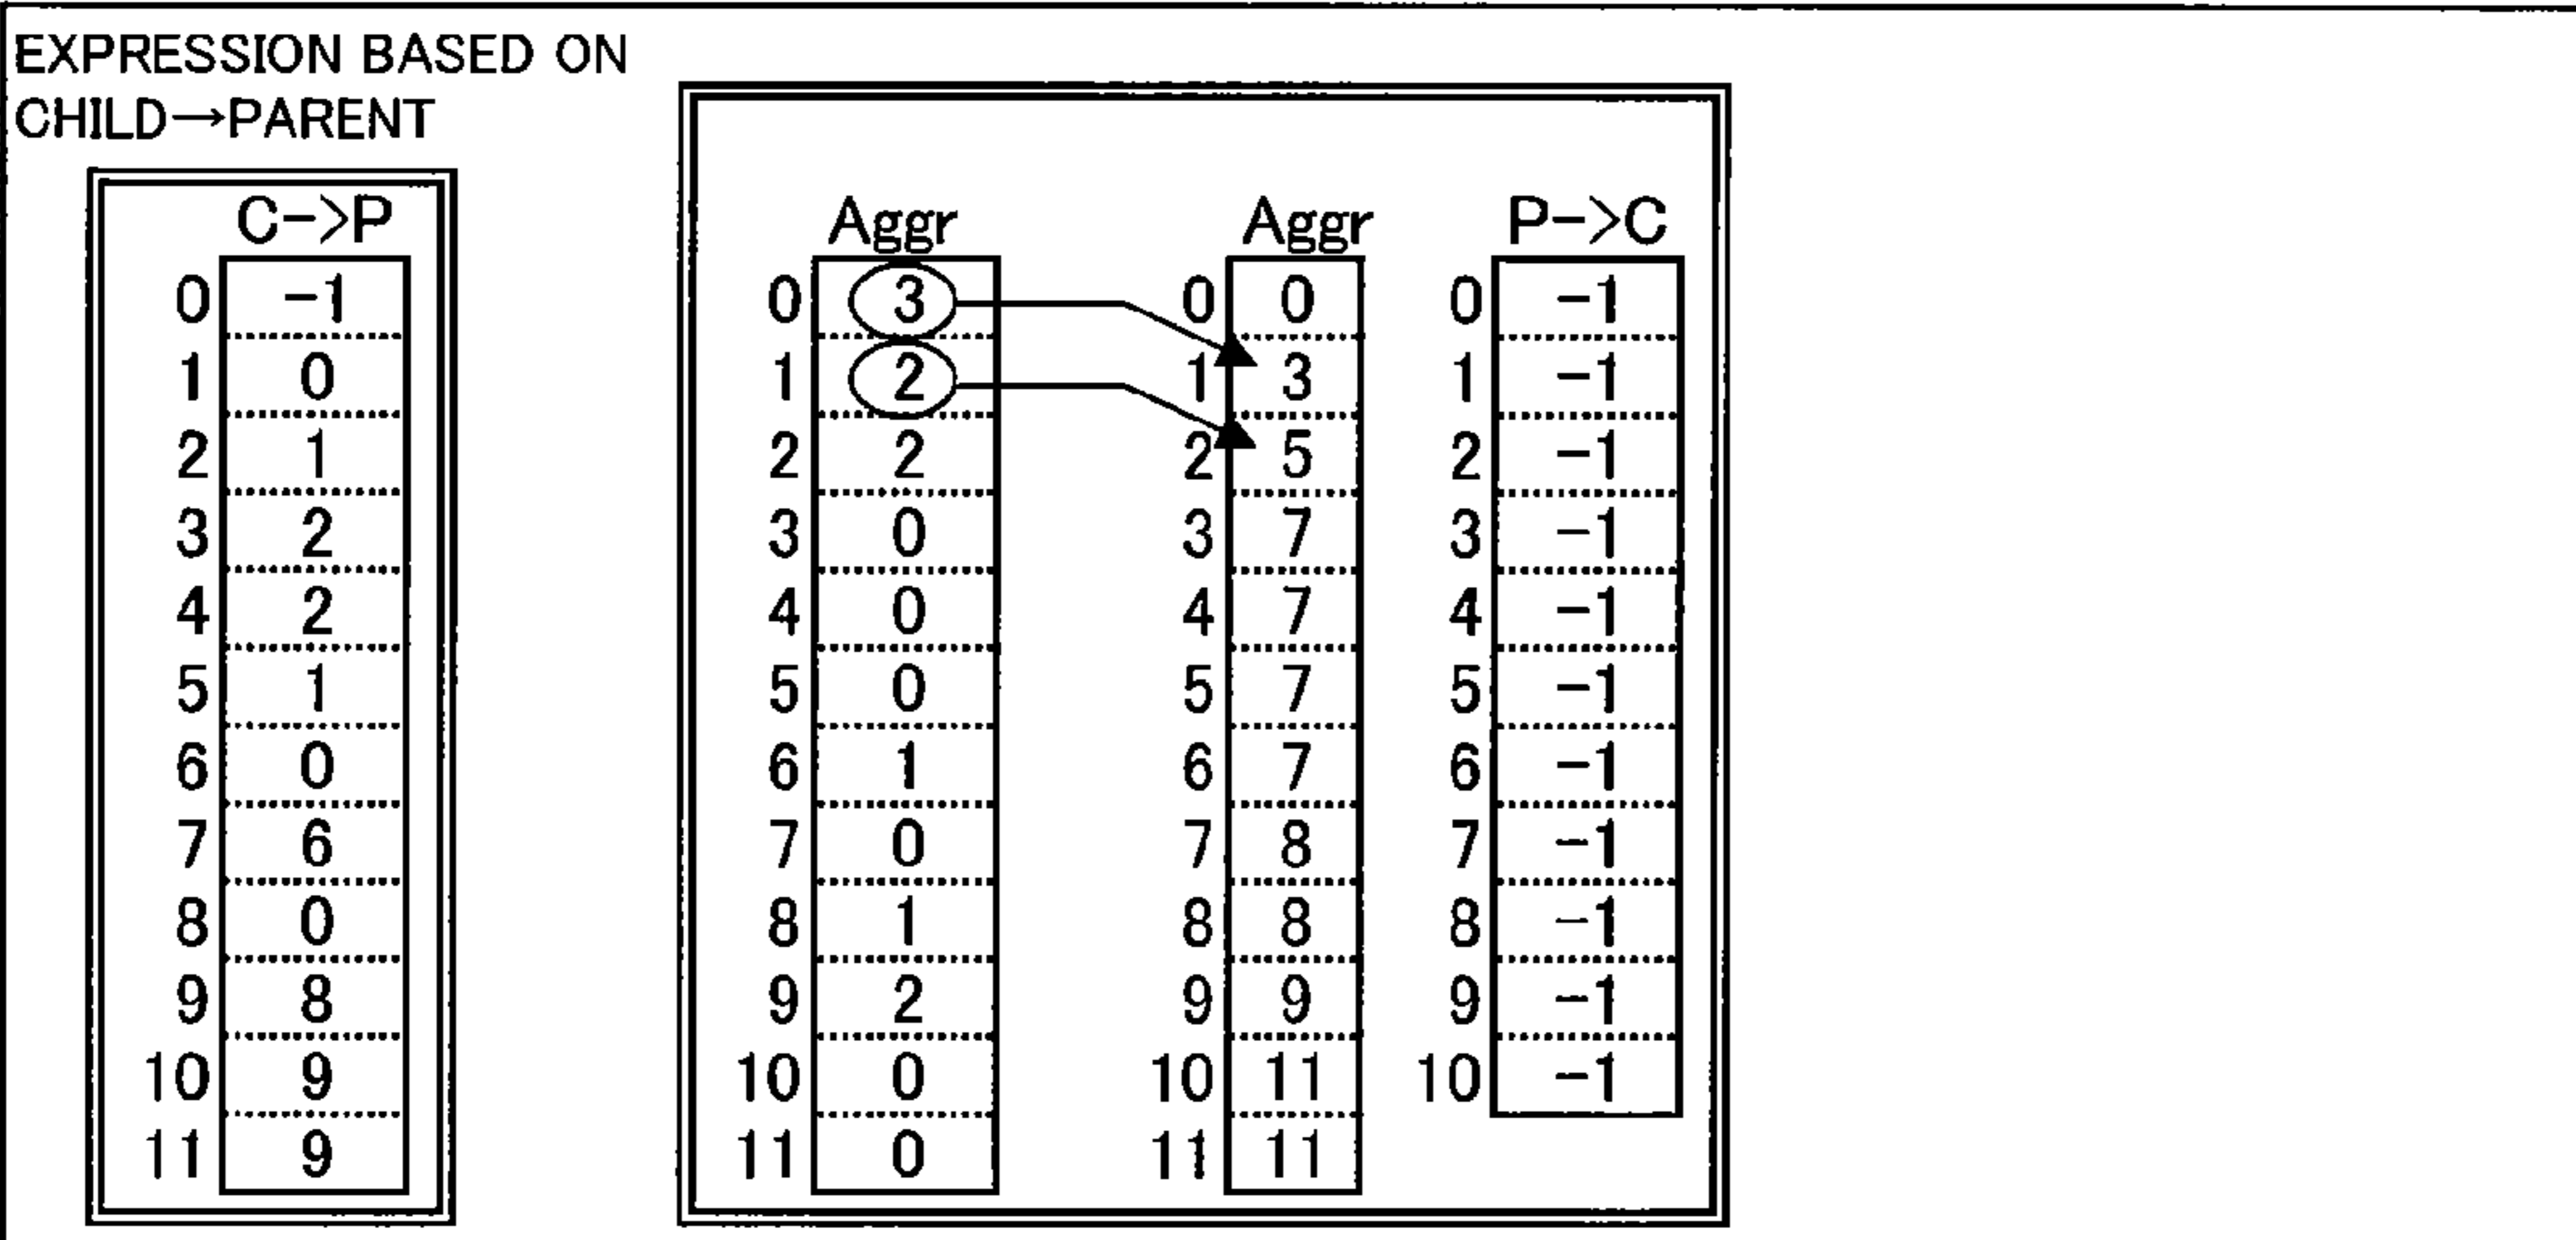 EXPRESSION BASED ON
CHILD→PARENT
C->P Aggr Aggr P->C
0 -1 0 3 0 0 0 -1
1 0 1 2 1 3 1 -1
2 1 2 2 2 5 2 -1
3 2 3 0 3 7 3 -1
4 2 4 0 4 7 4 -1
5 1 5 0 5 7 5 -1
6 0 6 1 6 7 6 -1
7 6 7 0 7 8 7 -1
8 0 8 1 8 8 8 -1
9 8 9 2 9 9 9 -1
10 9 10 0 10 11 10 -1
11 9 11 0 11 11